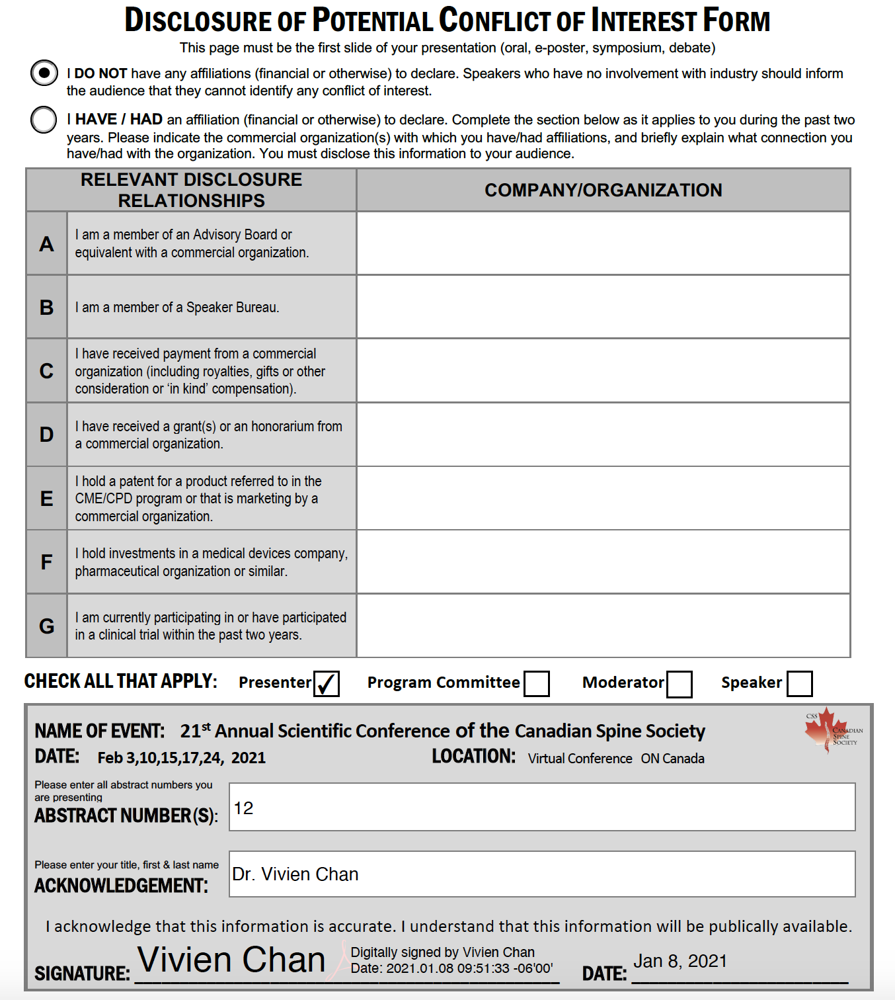 DISCLOSURE OF POTENTIAL CONFLICT OF INTEREST FORM
This page must be the first slide of your presentation (oral, e-poster, symposium, debate)
I DO NOT have any affiliations (financial or otherwise) to declare. Speakers who have no involvement with industry should inform
the audience that they cannot identify any conflict of interest.
I HAVE / HAD an affiliation (financial or otherwise) to declare. Complete the section below as it applies to you during the past two
years. Please indicate the commercial organization(s) with which you have/had affiliations, and briefly explain what connection you
have/had with the organization. You must disclose this information to your audience.
RELEVANT DISCLOSURE
RELATIONSHIPS
COMPANY/ORGANIZATION
A
I am a member of an Advisory Board or
equivalent with a commercial organization.
B
I am a member of a Speaker Bureau.
C
I have received payment from a commercial
organization (including royalties, gifts or other
consideration or ‘in kind’ compensation).
D
I have received a grant(s) or an honorarium from
a commercial organization.
E
I hold a patent for a product referred to in the
CME/CPD program or that is marketing by a
commercial organization.
F
I hold investments in a medical devices company,
pharmaceutical organization or similar.
G
I am currently participating in or have participated
in a clinical trial within the past two years.
CHECK ALL THAT APPLY: Presenter ✓ Program Committee Moderator Speaker
NAME OF EVENT: 21st Annual Scientific Conference of the Canadian Spine Society
CSS
CANADIAN
SPINE
SOCIETY
DATE: Feb 3,10,15,17,24, 2021 LOCATION: Virtual Conference ON Canada
Please enter all abstract numbers you
are presenting
ABSTRACT NUMBER(S): 12
Please enter your title, first & last name
ACKNOWLEDGEMENT: Dr. Vivien Chan
I acknowledge that this information is accurate. I understand that this information will be publically available.
SIGNATURE: Vivien Chan
Digitally signed by Vivien Chan
Date: 2021.01.08 09:51:33 -06'00'
DATE: Jan 8, 2021